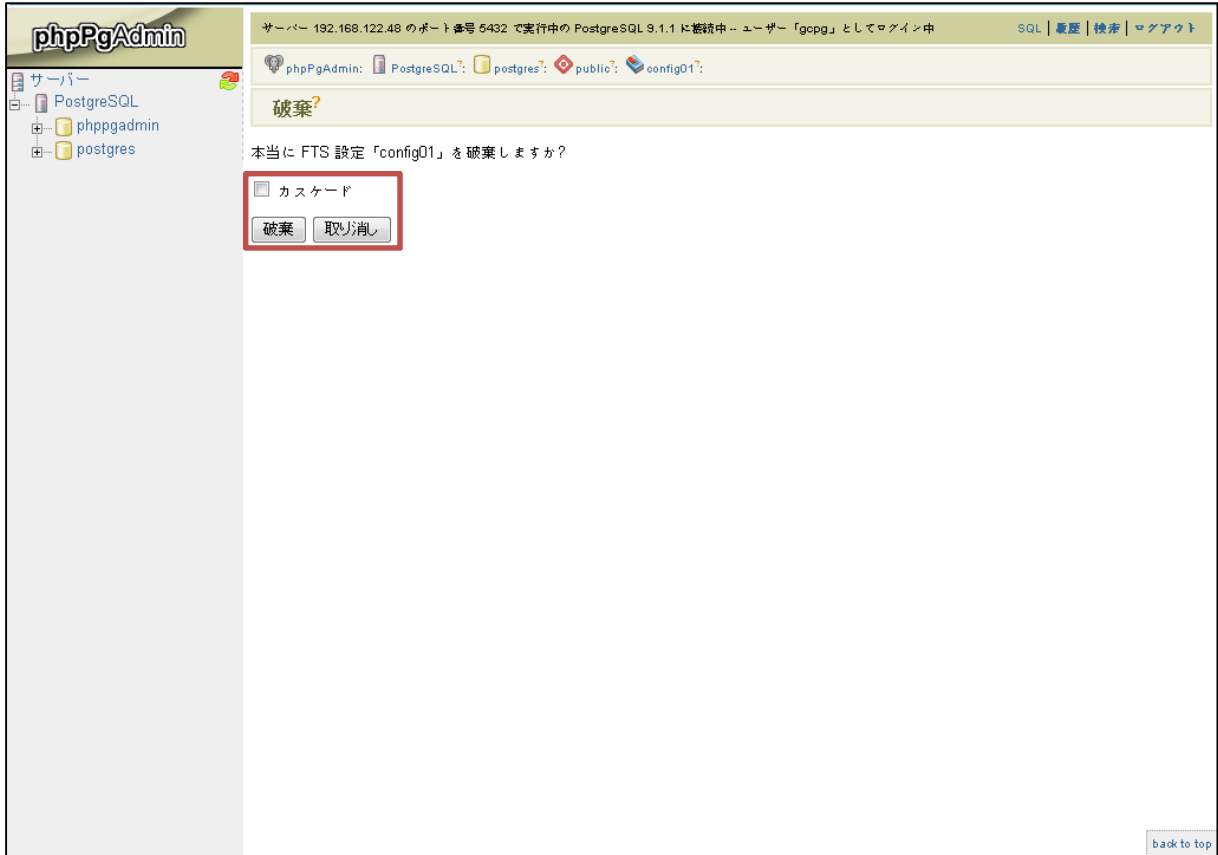 phpPgAdmin
サーバー 192.168.122.48 のポート番号 5432 で実行中の PostgreSQL 9.1.1 に接続中 -- ユーザー「gcpg」としてログイン中
SQL | 履歴 | 検索 | ログアウト
phpPgAdmin: PostgreSQL?: postgres?: public?: config01?:
サーバー
PostgreSQL
phppgadmin
postgres
破棄?
本当に FTS 設定「config01」を破棄しますか?
カスケード
破棄 取り消し
back to top